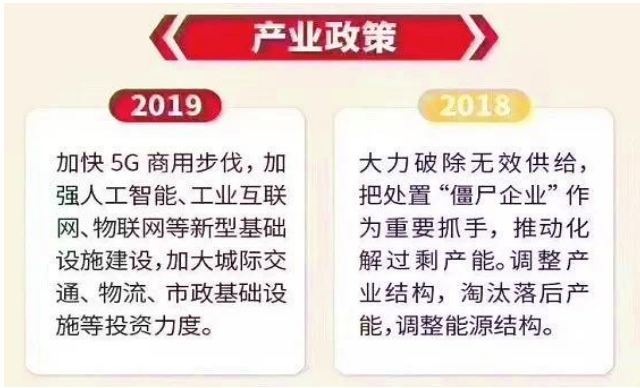 产业政策
2019
加快 5G 商用步伐，加
强人工智能、工业互联
网、物联网等新型基础
设施建设，加大城际交
通、物流、市政基础设
施等投资力度。
2018
大力破除无效供给，
把处置“僵尸企业”作
为重要抓手，推动化
解过剩产能。调整产
业结构，淘汰落后产
能，调整能源结构。